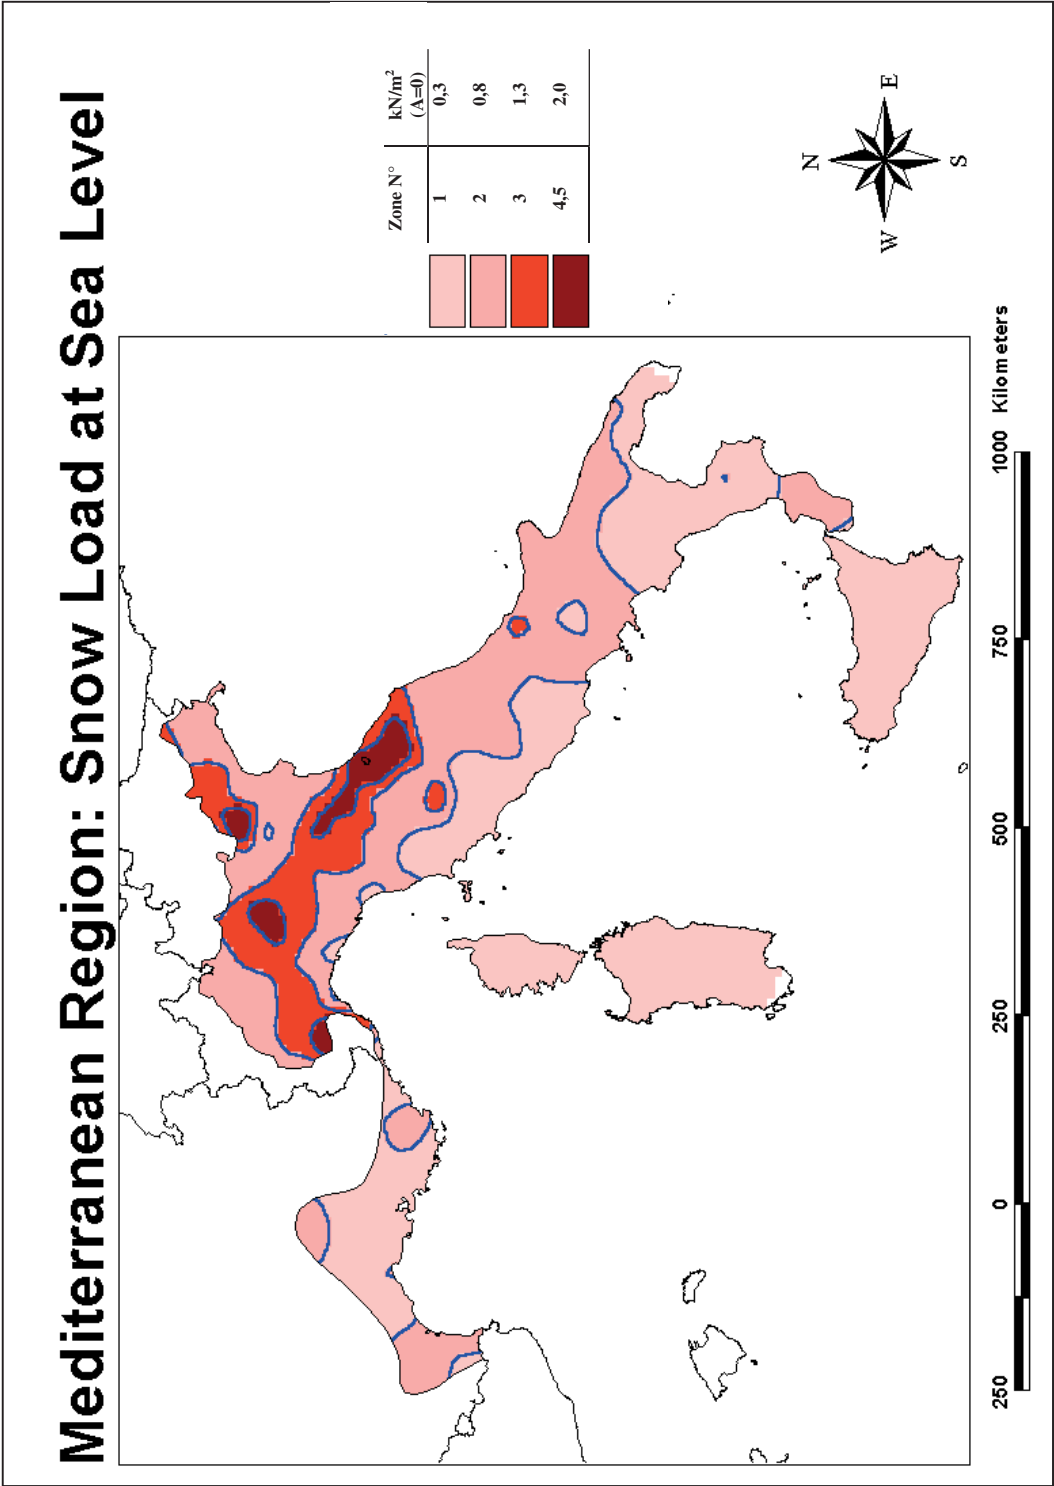 Mediterranean Region: Snow Load at Sea Level
Zone N° kN/m² (A=0)
1 0,3
2 0,8
3 1,3
4,5 2,0
N
W E
S
250 0 250 500 750 1000 Kilometers